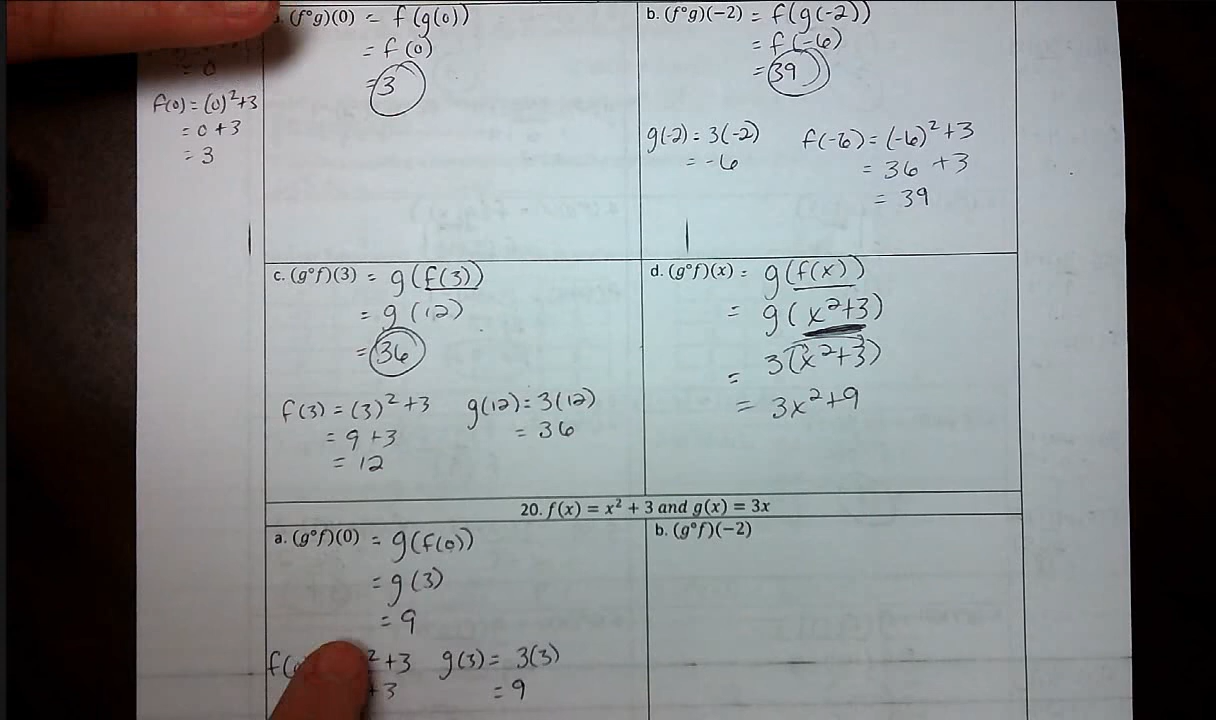 (f°g)(0) = f(g(0))
= f(0)
= 3
= 0
f(0) = (0)²+3
= 0 + 3
= 3
b. (f°g)(−2) = f(g(-2))
= f(-6)
= 39
g(-2) = 3(-2)
= -6
f(-6) = (-6)² + 3
= 36 + 3
= 39
c. (g°f)(3) = g(f(3))
= g(12)
= 36
f(3) = (3)² + 3
= 9 + 3
= 12
g(12) = 3(12)
= 36
d. (g°f)(x) = g(f(x))
= g(x²+3)
= 3(x²+3)
= 3x²+9
20. f(x) = x² + 3 and g(x) = 3x
a. (g°f)(0) = g(f(0))
= g(3)
= 9
² +3
+3
g(3) = 3(3)
= 9
b. (g°f)(−2)